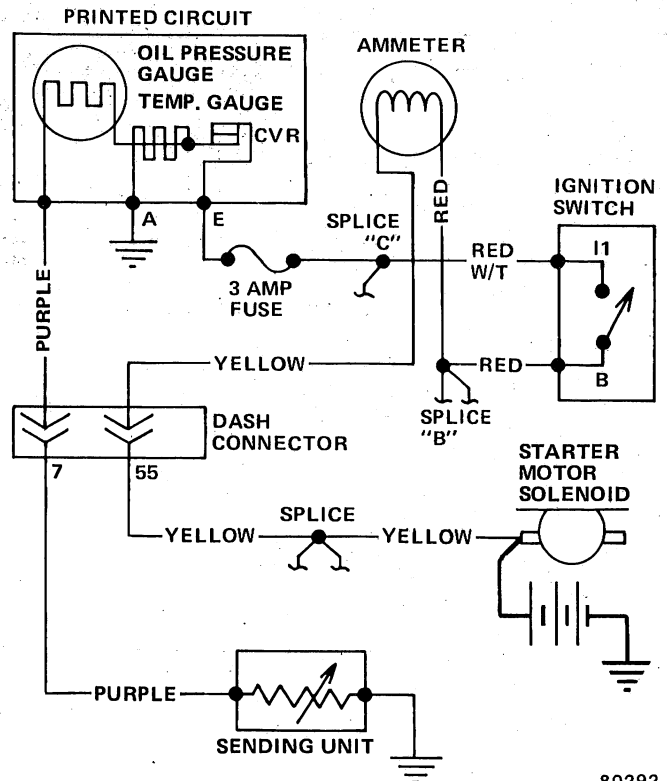 PRINTED CIRCUIT
OIL PRESSURE
GAUGE
TEMP. GAUGE
CVR
AMMETER
A
E
RED
IGNITION
SWITCH
SPLICE
"C"
RED
W/T
I1
3 AMP
FUSE
PURPLE
YELLOW
RED
B
SPLICE
"B"
DASH
CONNECTOR
7
55
STARTER
MOTOR
SOLENOID
SPLICE
YELLOW
YELLOW
PURPLE
SENDING UNIT